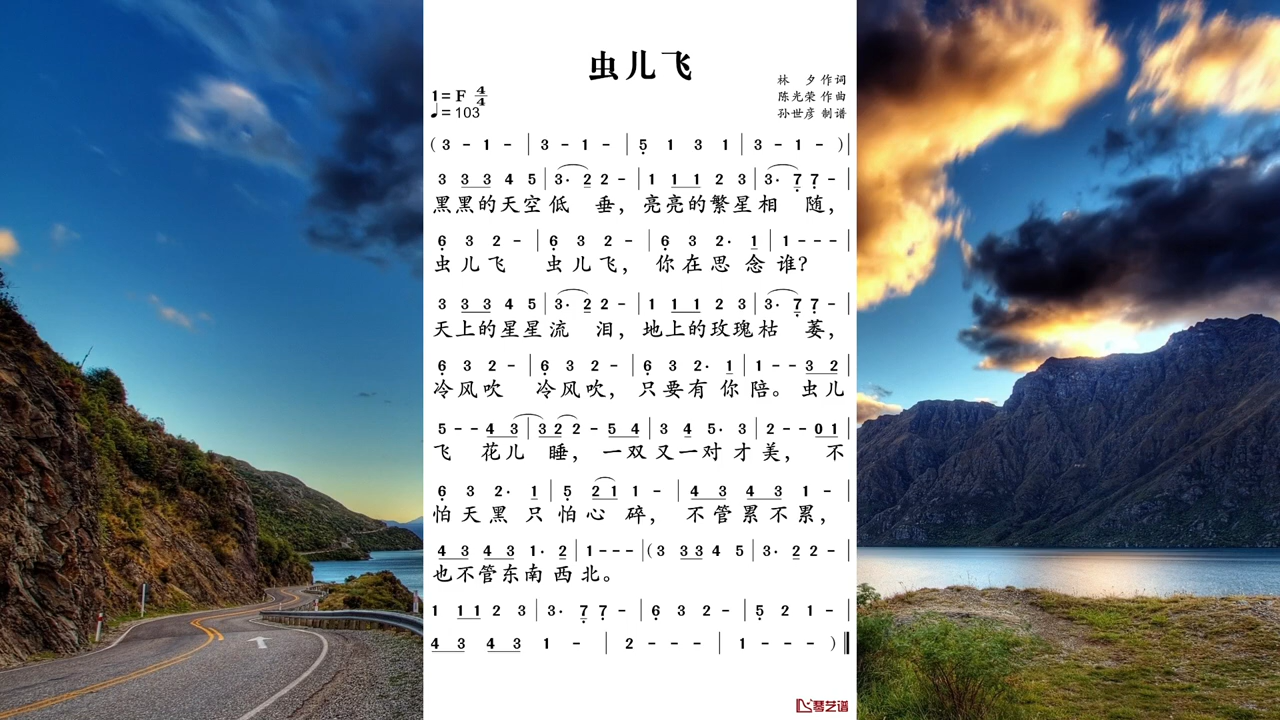 虫儿飞
林 夕 作词
1 = F 4/4
陈光荣 作曲
♩= 103
孙世彦 制谱
( 3 - 1 - | 3 - 1 - | 5̣ 1 3 1 | 3 - 1 - ) |
3 3 3 4 5 | 3· 2 2 - | 1 1 1 2 3 | 3· 7̣ 7̣ - |
黑黑的天空低 垂，亮亮的繁星相 随，
6̣ 3 2 - | 6̣ 3 2 - | 6̣ 3 2· 1 | 1 - - - |
虫儿飞 虫儿飞，你在思念谁？
3 3 3 4 5 | 3· 2 2 - | 1 1 1 2 3 | 3· 7̣ 7̣ - |
天上的星星流 泪，地上的玫瑰枯 萎，
6̣ 3 2 - | 6̣ 3 2 - | 6̣ 3 2· 1 | 1 - - 3 2 |
冷风吹 冷风吹，只要有你陪。虫儿
5 - - 4 3 | 3 2 2 - 5 4 | 3 4 5· 3 | 2 - - 0 1 |
飞 花儿 睡，一双又一对才美， 不
6̣ 3 2· 1 | 5̣ 2 1 1 - | 4 3 4 3 1 - |
怕天黑只怕心 碎， 不管累不累，
4 3 4 3 1· 2 | 1 - - - | ( 3 3 3 4 5 | 3· 2 2 - |
也不管东南西北。
1 1 1 2 3 | 3· 7̣ 7̣ - | 6̣ 3 2 - | 5̣ 2 1 - |
4 3 4 3 1 - | 2 - - - | 1 - - - ) ‖
琴艺谱